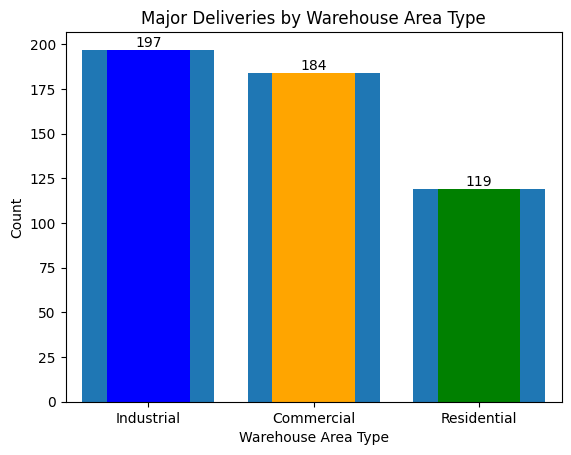 Major Deliveries by Warehouse Area Type
200
175
150
125
100
75
50
25
0
Count
197
184
119
Industrial
Commercial
Residential
Warehouse Area Type